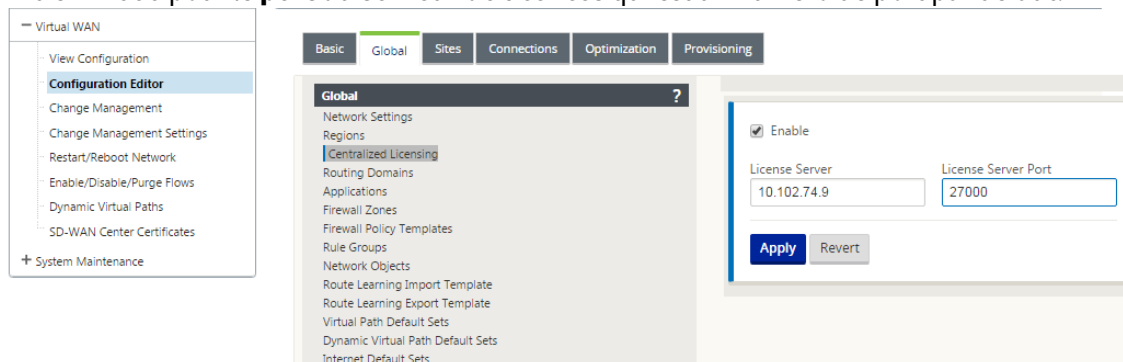 Virtual WAN
View Configuration
Configuration Editor
Change Management
Change Management Settings
Restart/Reboot Network
Enable/Disable/Purge Flows
Dynamic Virtual Paths
SD-WAN Center Certificates
System Maintenance
Basic Global Sites Connections Optimization Provisioning
Global ?
Network Settings
Regions
Centralized Licensing
Routing Domains
Applications
Firewall Zones
Firewall Policy Templates
Rule Groups
Network Objects
Route Learning Import Template
Route Learning Export Template
Virtual Path Default Sets
Dynamic Virtual Path Default Sets
Internet Default Sets
Enable
License Server License Server Port
10.102.74.9 27000
Apply Revert